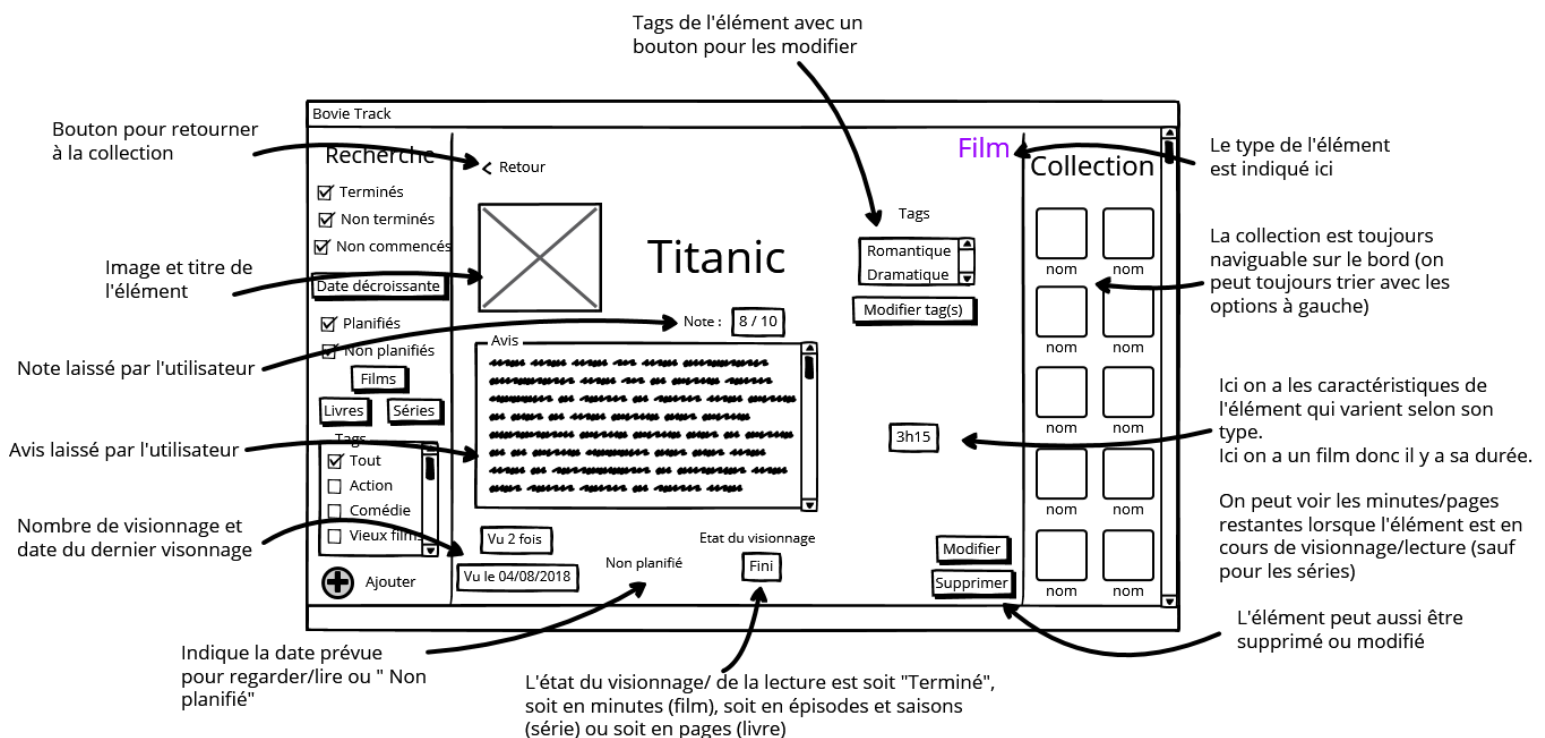 Tags de l'élément avec un
bouton pour les modifier
Bouton pour retourner
à la collection
Image et titre de
l'élément
Note laissé par l'utilisateur
Avis laissé par l'utilisateur
Nombre de visionnage et
date du dernier visonnage
Bovie Track
Recherche
Terminés
Non terminés
Non commencés
Date décroissante
Planifiés
Non planifiés
Films
Livres
Séries
Tags
Tout
Action
Comédie
Vieux films
Ajouter
< Retour
Film
Titanic
Tags
Romantique
Dramatique
Modifier tag(s)
Note :
8 / 10
Avis
3h15
Vu 2 fois
Vu le 04/08/2018
Non planifié
Etat du visionnage
Fini
Modifier
Supprimer
Collection
nom
nom
nom
nom
nom
nom
nom
nom
nom
nom
Le type de l'élément
est indiqué ici
La collection est toujours
naviguable sur le bord (on
peut toujours trier avec les
options à gauche)
Ici on a les caractéristiques de
l'élément qui varient selon son
type.
Ici on a un film donc il y a sa durée.
On peut voir les minutes/pages
restantes lorsque l'élément est en
cours de visionnage/lecture (sauf
pour les séries)
L'élément peut aussi être
supprimé ou modifié
Indique la date prévue
pour regarder/lire ou " Non
planifié"
L'état du visionnage/ de la lecture est soit "Terminé",
soit en minutes (film), soit en épisodes et saisons
(série) ou soit en pages (livre)